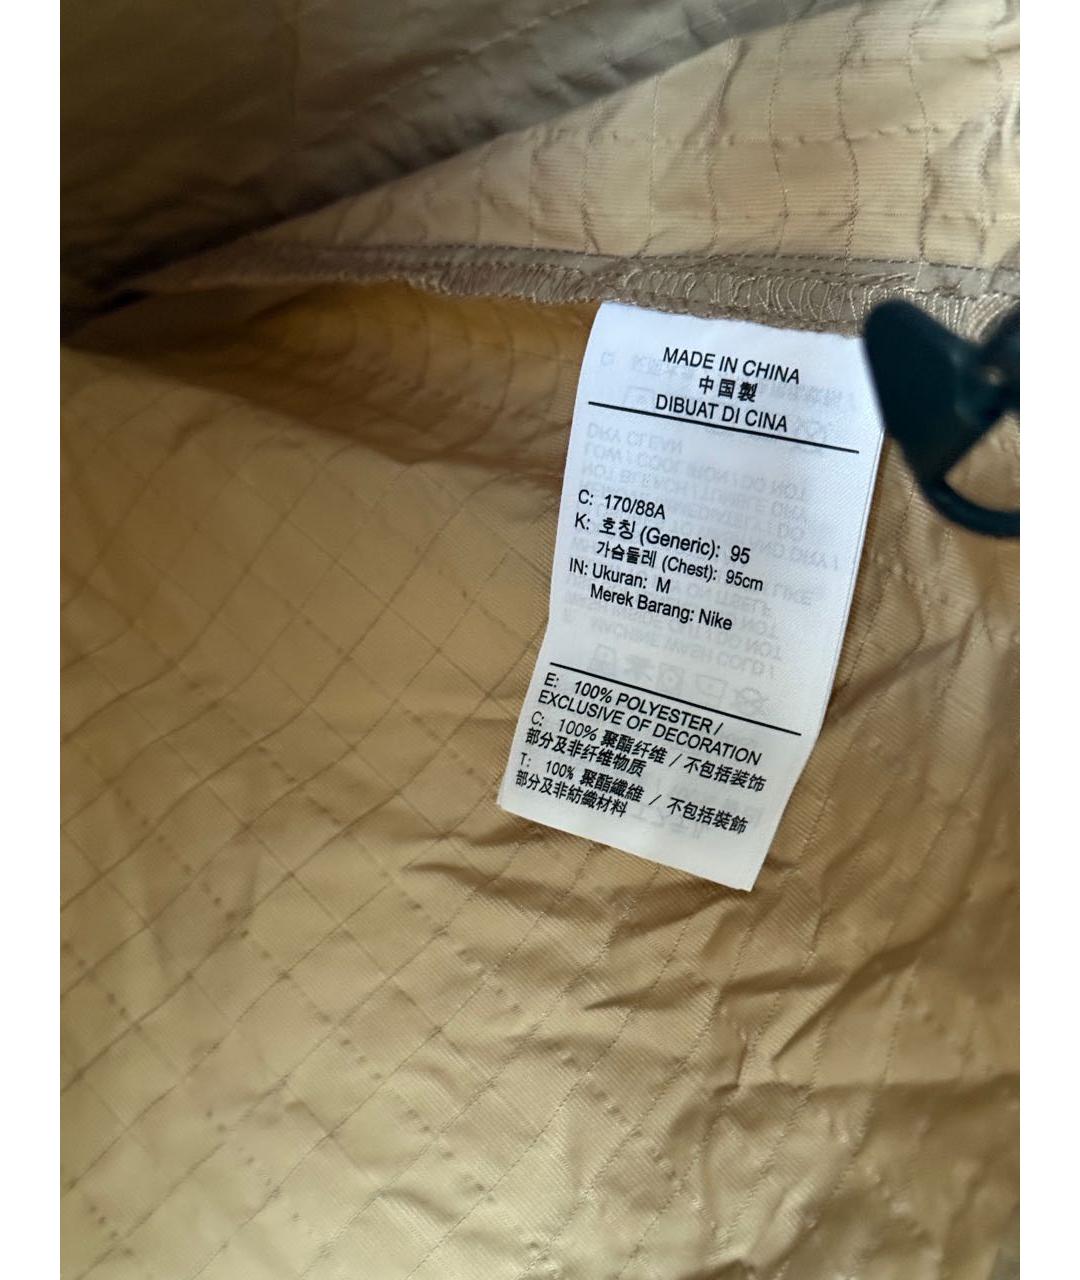 MADE IN CHINA
中国製
DIBUAT DI CINA
C: 170/88A
K: 호칭 (Generic): 95
가슴둘레 (Chest): 95cm
IN: Ukuran: M
Merek Barang: Nike
E: 100% POLYESTER /
EXCLUSIVE OF DECORATION
C: 100% 聚酯纤维 / 不包括装饰
部分及非纤维物质
T: 100% 聚酯纖維 / 不包括裝飾
部分及非紡織材料